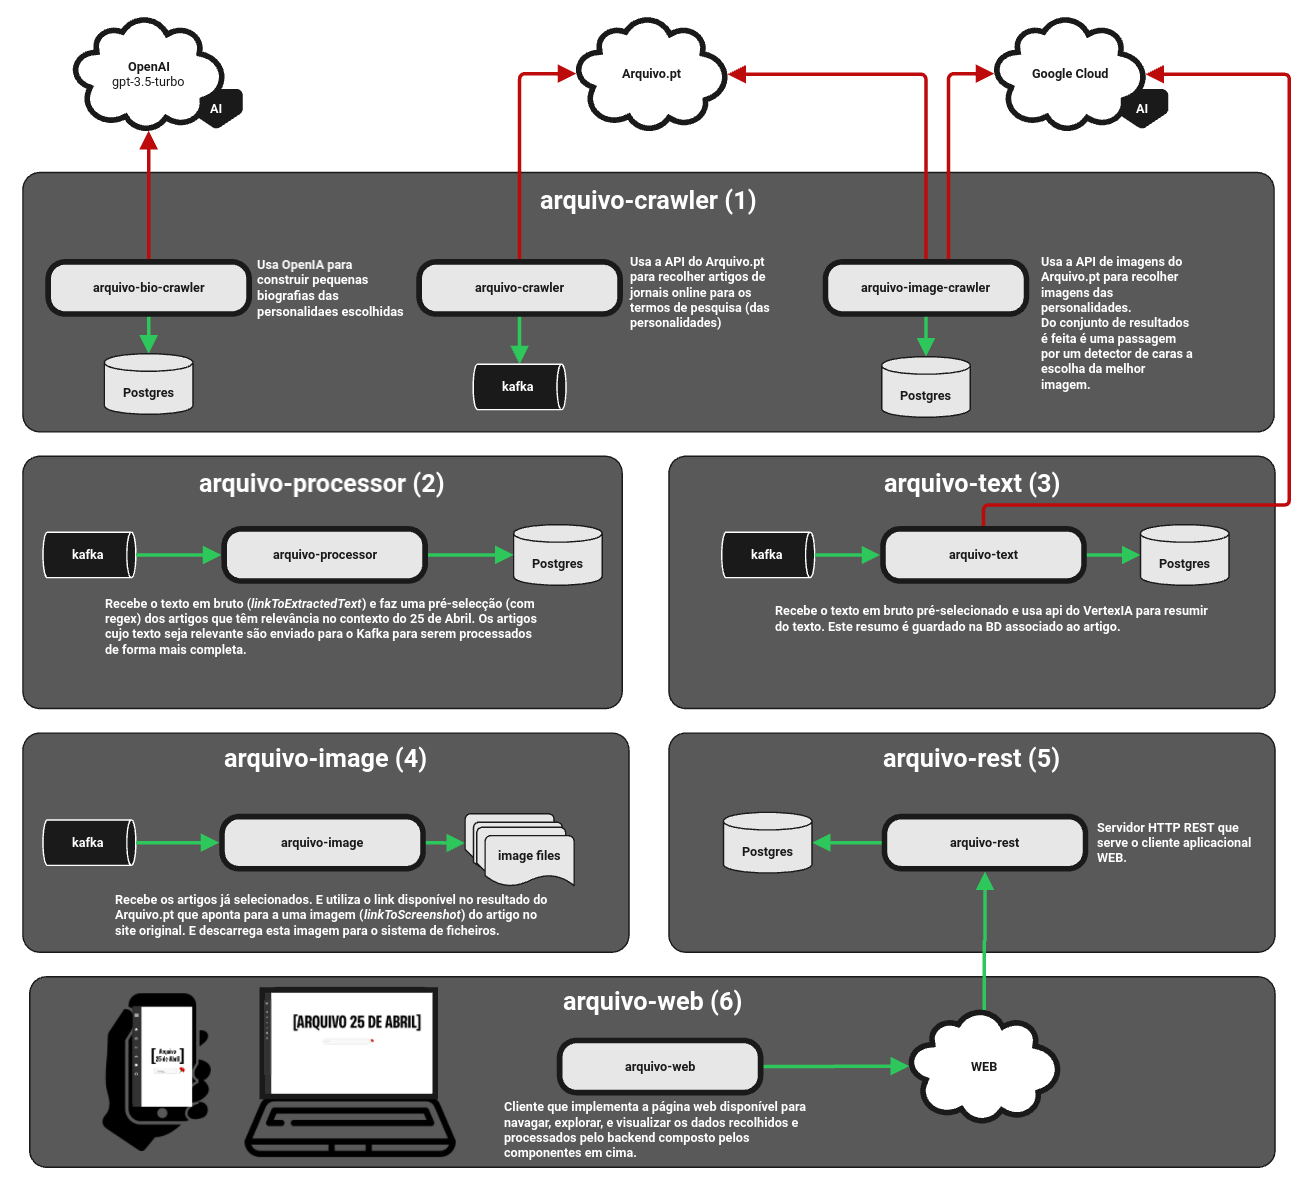 OpenAI
gpt-3.5-turbo
AI
Arquivo.pt
Google Cloud
AI
arquivo-crawler (1)
arquivo-bio-crawler
Usa OpenIA para
construir pequenas
biografias das
personalidaes escolhidas
Postgres
arquivo-crawler
Usa a API do Arquivo.pt
para recolher artigos de
jornais online para os
termos de pesquisa (das
personalidades)
kafka
arquivo-image-crawler
Usa a API de imagens do
Arquivo.pt para recolher
imagens das
personalidades.
Do conjunto de resultados
é feita é uma passagem
por um detector de caras a
escolha da melhor
imagem.
Postgres
arquivo-processor (2)
kafka
arquivo-processor
Postgres
Recebe o texto em bruto (linkToExtractedText) e faz uma pré-selecção (com
regex) dos artigos que têm relevância no contexto do 25 de Abril. Os artigos
cujo texto seja relevante são enviado para o Kafka para serem processados
de forma mais completa.
arquivo-text (3)
kafka
arquivo-text
Postgres
Recebe o texto em bruto pré-selecionado e usa api do VertexIA para resumir
do texto. Este resumo é guardado na BD associado ao artigo.
arquivo-image (4)
kafka
arquivo-image
image files
Recebe os artigos já selecionados. E utiliza o link disponível no resultado do
Arquivo.pt que aponta para a uma imagem (linkToScreenshot) do artigo no
site original. E descarrega esta imagem para o sistema de ficheiros.
arquivo-rest (5)
Postgres
arquivo-rest
Servidor HTTP REST que
serve o cliente aplicacional
WEB.
arquivo-web (6)
[Arquivo
25 de Abril]
[ARQUIVO 25 DE ABRIL]
arquivo-web
WEB
Cliente que implementa a página web disponível para
navagar, explorar, e visualizar os dados recolhidos e
processados pelo backend composto pelos
componentes em cima.